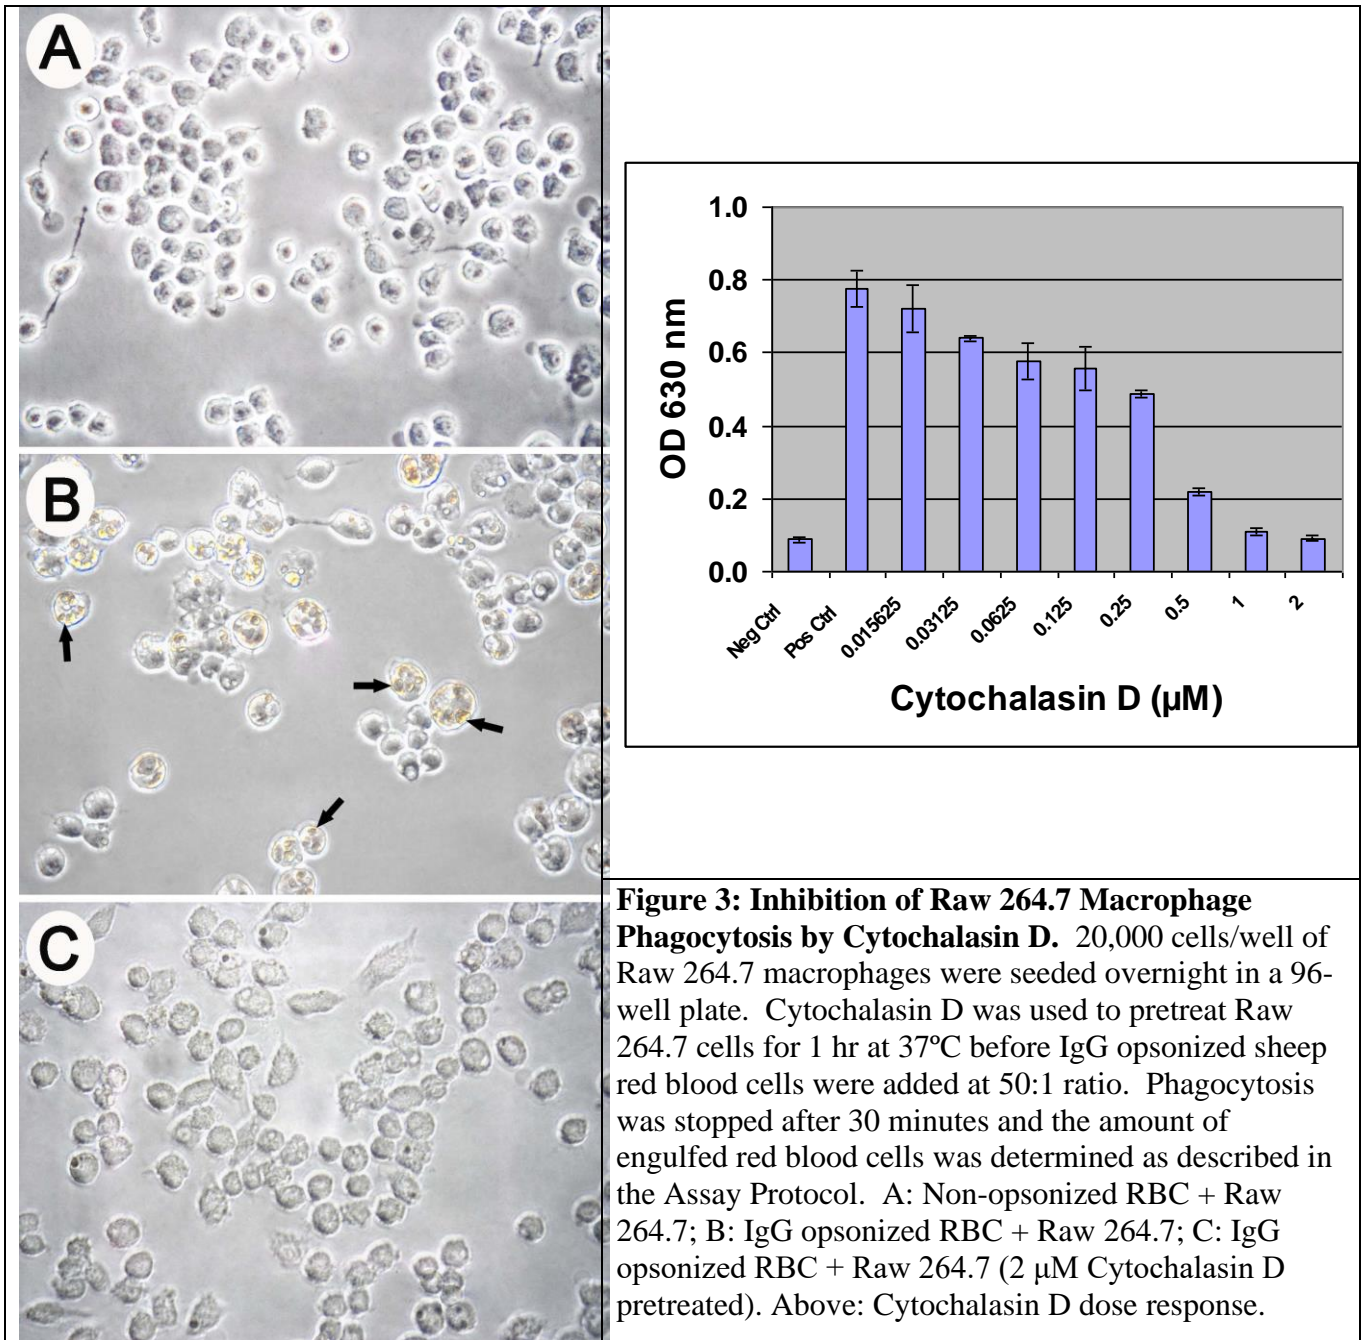 A
B
C
1.0
0.8
0.6
0.4
0.2
0.0
OD 630 nm
Neg Ctrl
Pos Ctrl
0.015625
0.03125
0.0625
0.125
0.25
0.5
1
2
Cytochalasin D (µM)
Figure 3: Inhibition of Raw 264.7 Macrophage
Phagocytosis by Cytochalasin D. 20,000 cells/well of
Raw 264.7 macrophages were seeded overnight in a 96-
well plate. Cytochalasin D was used to pretreat Raw
264.7 cells for 1 hr at 37ºC before IgG opsonized sheep
red blood cells were added at 50:1 ratio. Phagocytosis
was stopped after 30 minutes and the amount of
engulfed red blood cells was determined as described in
the Assay Protocol. A: Non-opsonized RBC + Raw
264.7; B: IgG opsonized RBC + Raw 264.7; C: IgG
opsonized RBC + Raw 264.7 (2 µM Cytochalasin D
pretreated). Above: Cytochalasin D dose response.